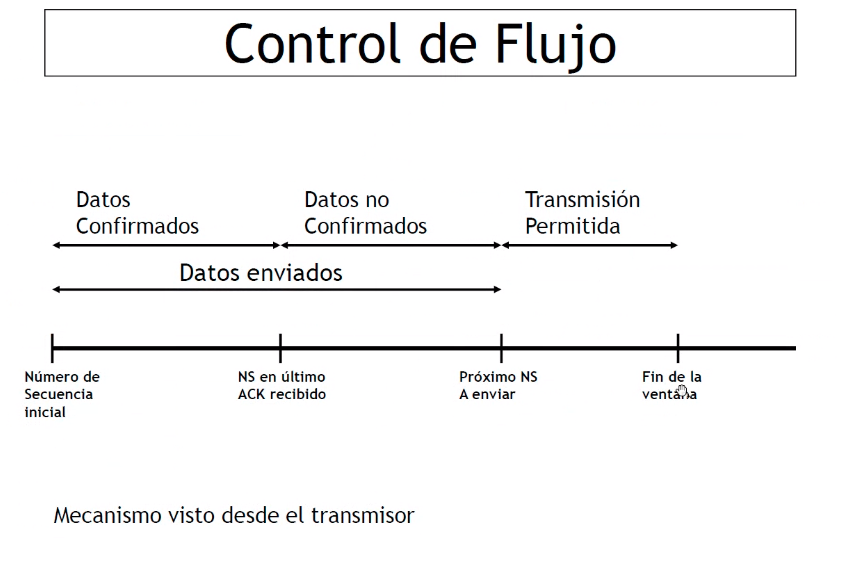 Control de Flujo
Datos
Confirmados
Datos no
Confirmados
Transmisión
Permitida
Datos enviados
Número de
Secuencia
inicial
NS en último
ACK recibido
Próximo NS
A enviar
Fin de la
ventana
Mecanismo visto desde el transmisor